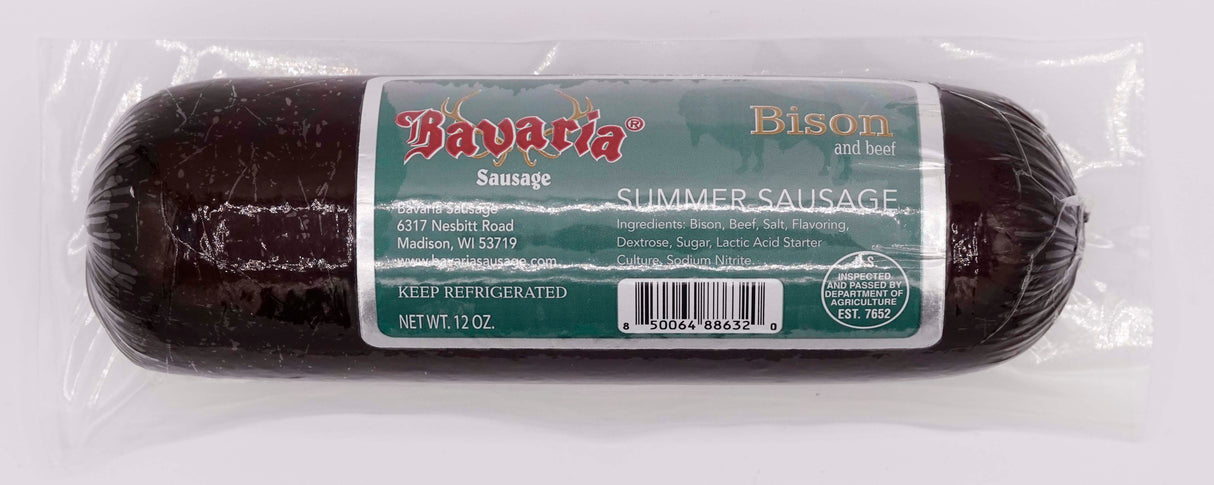 Bavaria®
Sausage
Bison
and beef
SUMMER SAUSAGE
Bavaria Sausage
6317 Nesbitt Road
Madison, WI 53719
www.bavariasausage.com
KEEP REFRIGERATED
NET WT. 12 OZ.
Ingredients: Bison, Beef, Salt, Flavoring,
Dextrose, Sugar, Lactic Acid Starter
Culture, Sodium Nitrite.
8 50064 88632 0
U.S.
INSPECTED
AND PASSED BY
DEPARTMENT OF
AGRICULTURE
EST. 7652